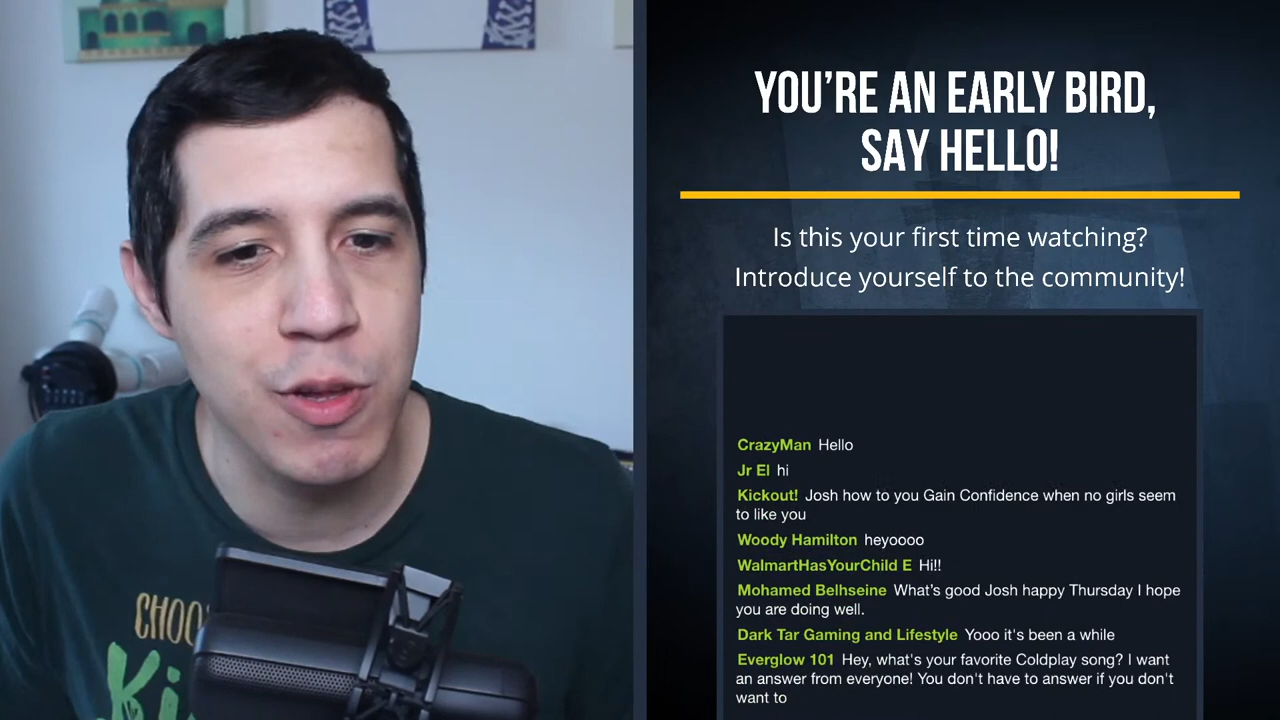 YOU'RE AN EARLY BIRD,
SAY HELLO!
Is this your first time watching?
Introduce yourself to the community!
CrazyMan Hello
Jr El hi
Kickout! Josh how to you Gain Confidence when no girls seem
to like you
Woody Hamilton heyoooo
WalmartHasYourChild E Hi!!
Mohamed Belhseine What's good Josh happy Thursday I hope
you are doing well.
Dark Tar Gaming and Lifestyle Yooo it's been a while
Everglow 101 Hey, what's your favorite Coldplay song? I want
an answer from everyone! You don't have to answer if you don't
want to